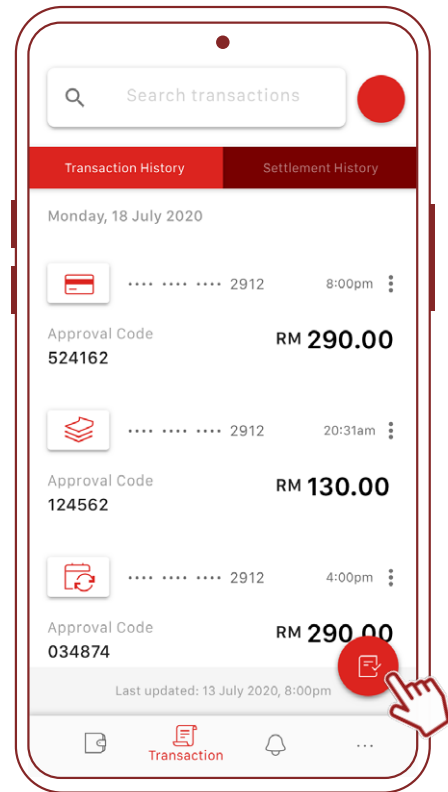 Search transactions
Transaction History Settlement History
Monday, 18 July 2020
•••• •••• •••• 2912 8:00pm
Approval Code
RM 290.00
524162
•••• •••• •••• 2912 20:31am
Approval Code
RM 130.00
124562
•••• •••• •••• 2912 4:00pm
Approval Code
RM 290.00
034874
Last updated: 13 July 2020, 8:00pm
Transaction